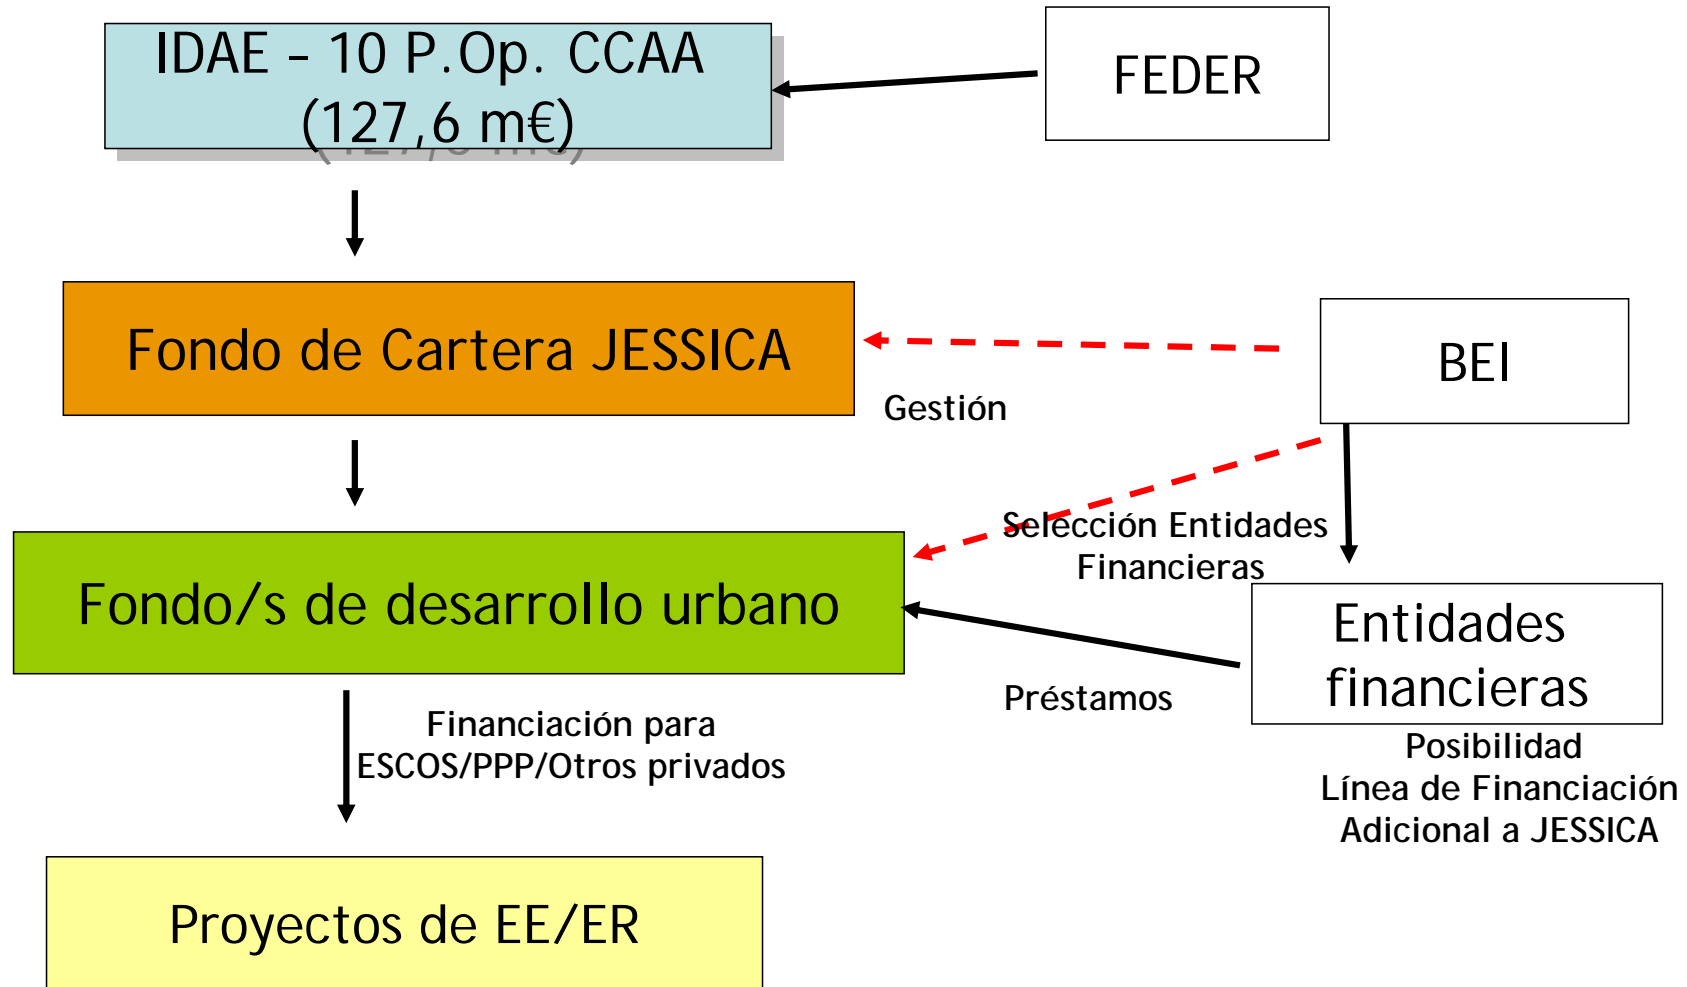 IDAE – 10 P.Op. CCAA
(127,6 m€)
FEDER
Fondo de Cartera JESSICA
BEI
Gestión
Selección Entidades
Financieras
Fondo/s de desarrollo urbano
Entidades
financieras
Préstamos
Financiación para
ESCOS/PPP/Otros privados
Posibilidad
Línea de Financiación
Adicional a JESSICA
Proyectos de EE/ER